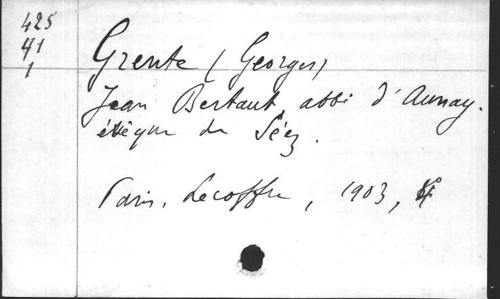 425
41
1
Grente (Georges)
Jean Bertaut, abbé d'Aunay.
évêque de Séez.
Paris, Lecoffre, 1903,